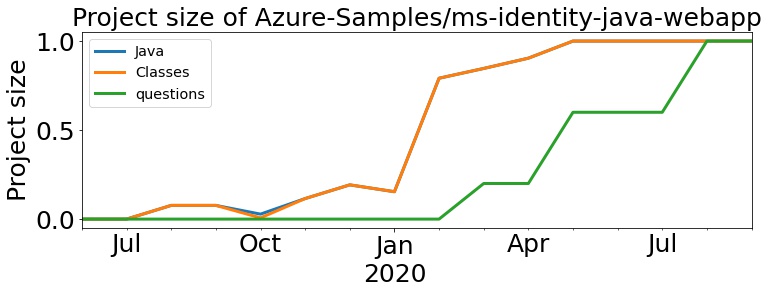 Project size of Azure-Samples/ms-identity-java-webapp
Java
Classes
questions
Project size
1.0
0.5
0.0
Jul
Oct
Jan
Apr
Jul
2020